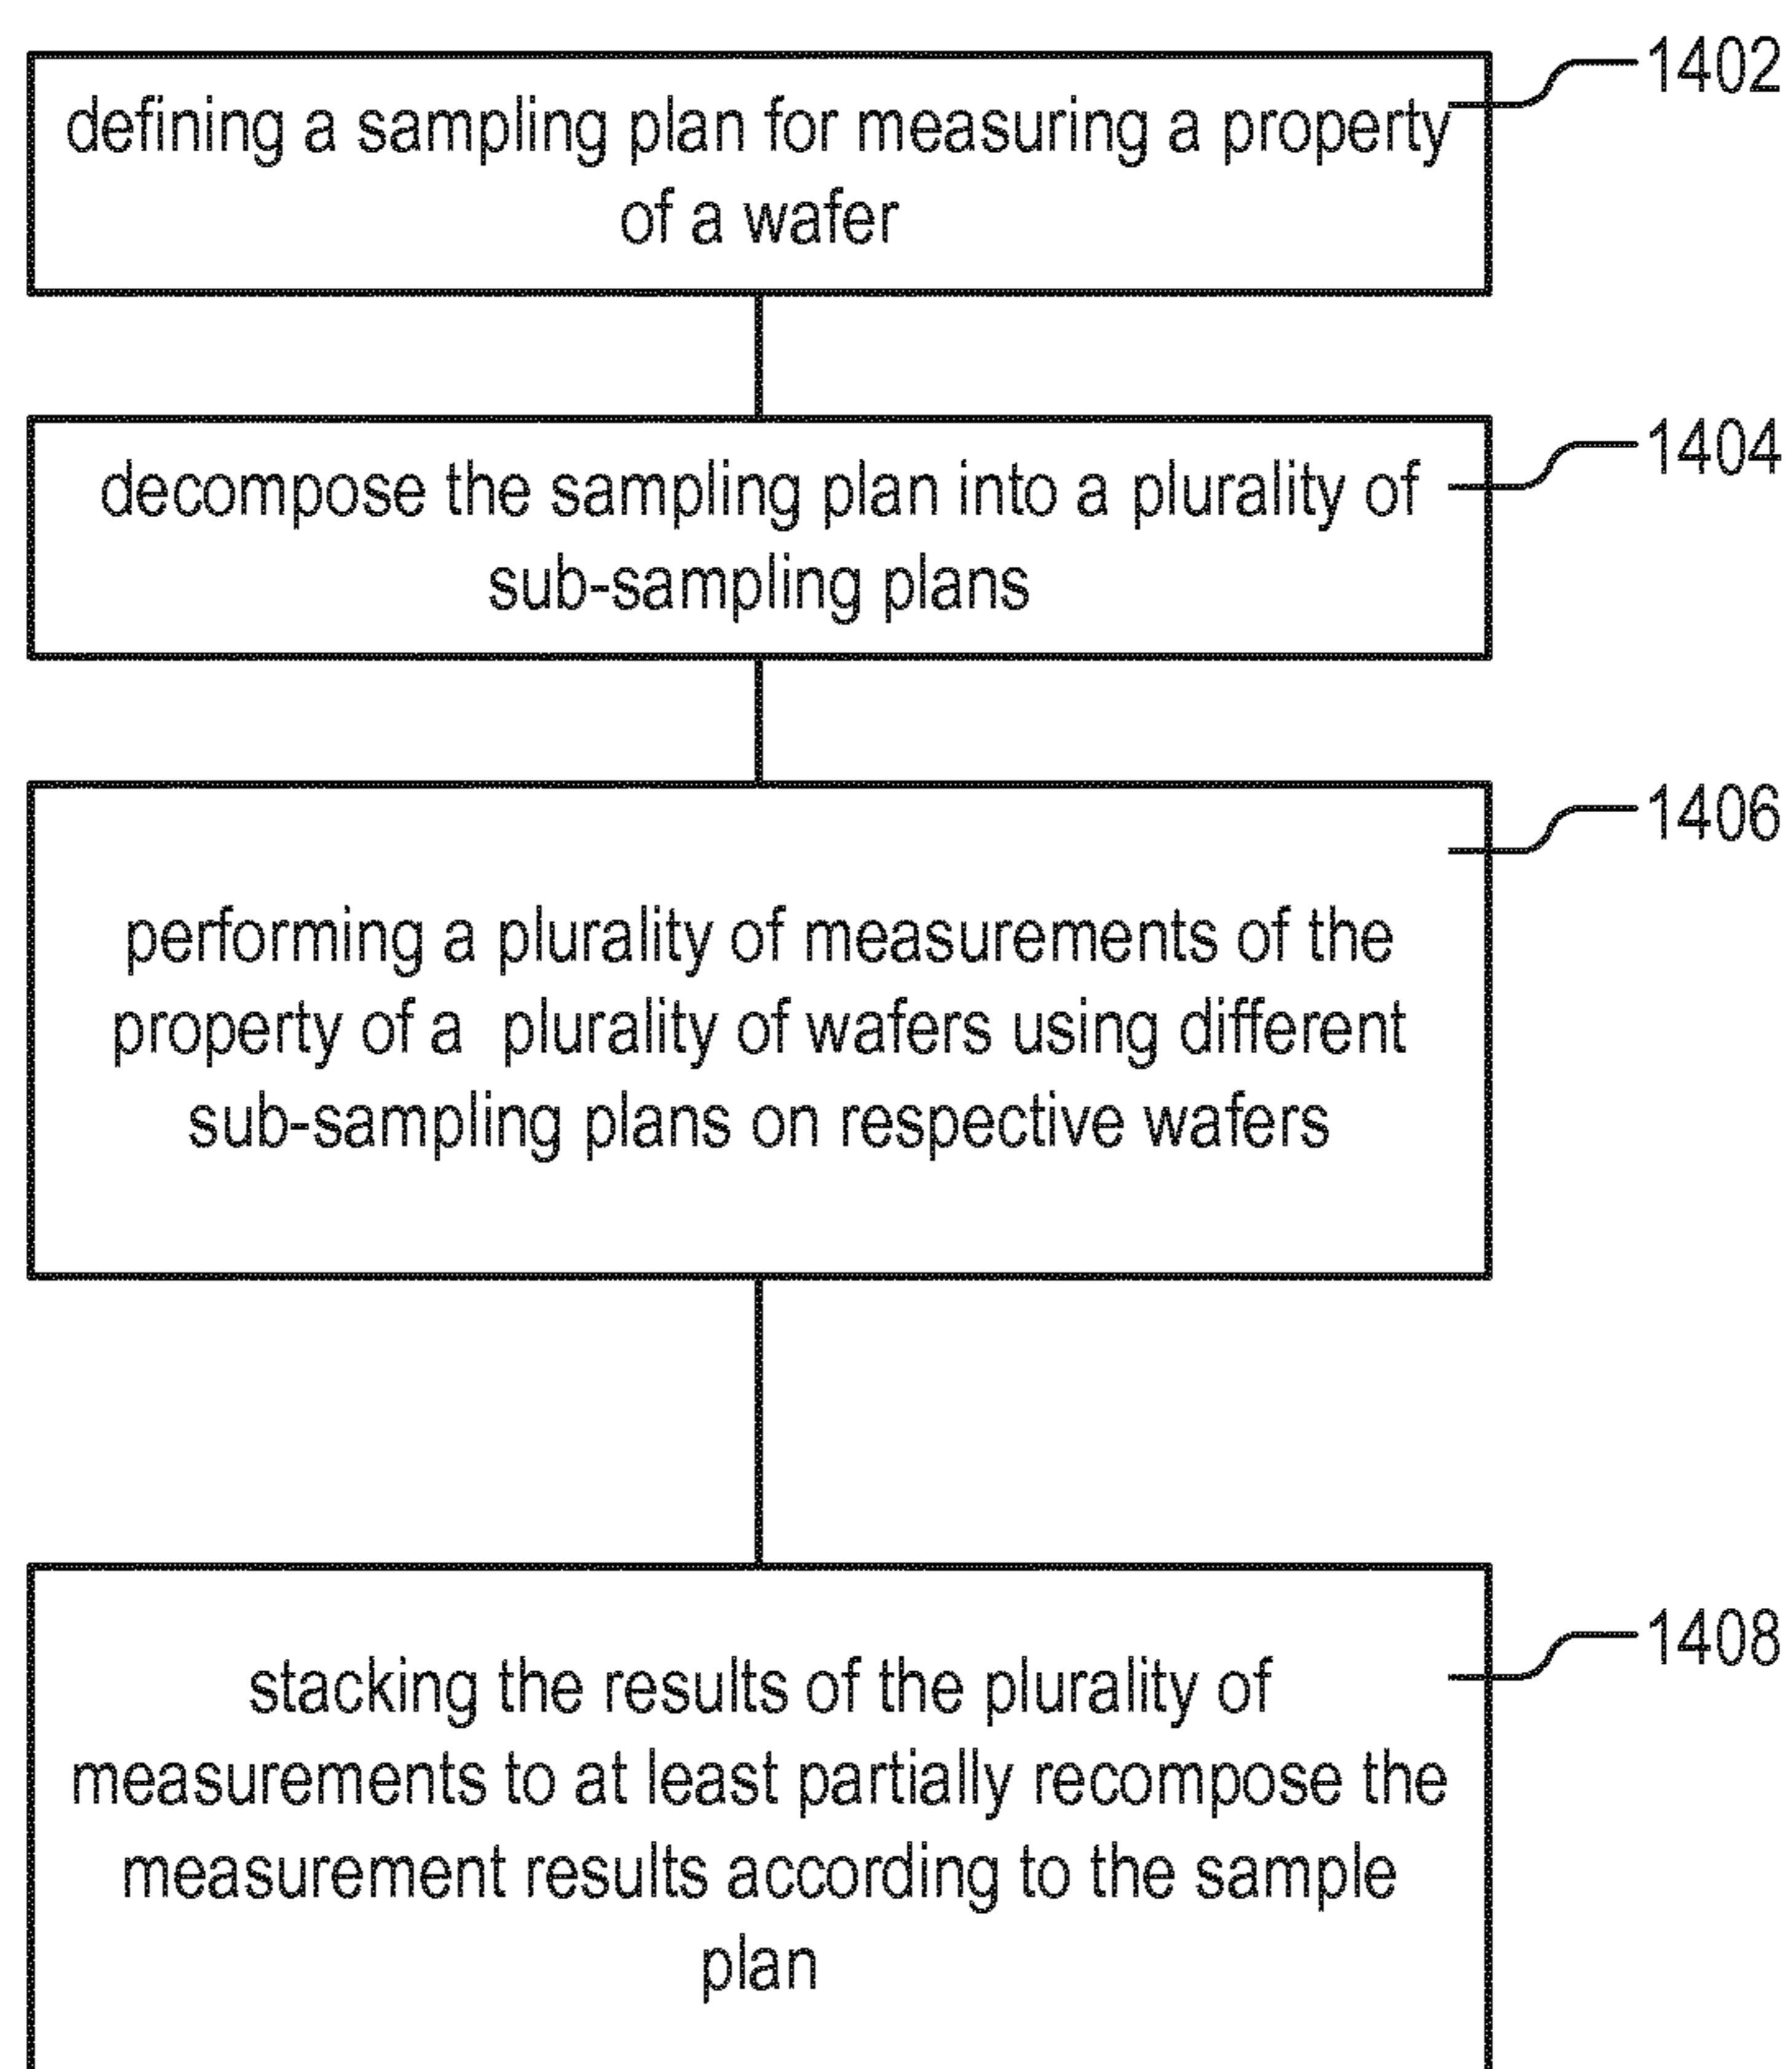 defining a sampling plan for measuring a property
of a wafer
1402
decompose the sampling plan into a plurality of
sub-sampling plans
1404
performing a plurality of measurements of the
property of a plurality of wafers using different
sub-sampling plans on respective wafers
1406
stacking the results of the plurality of
measurements to at least partially recompose the
measurement results according to the sample
plan
1408